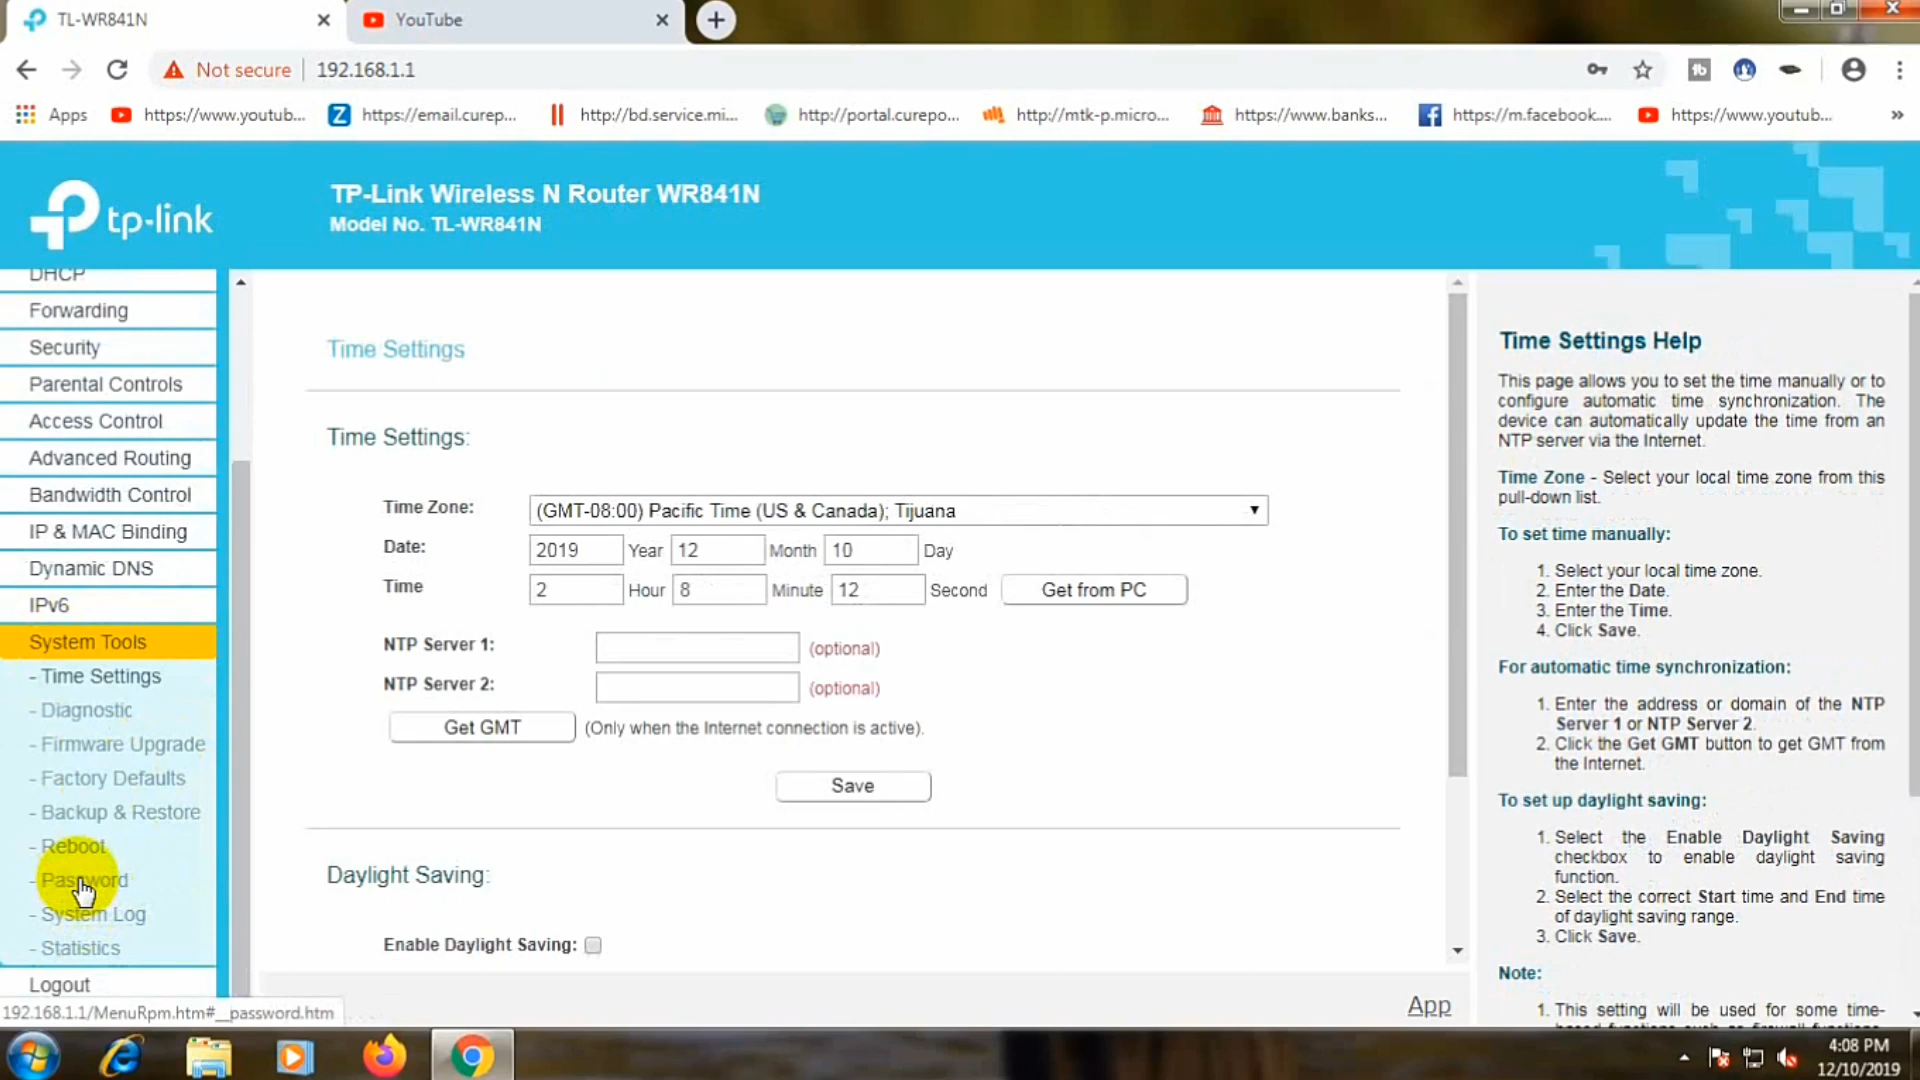 TL-WR841N
YouTube
Not secure
192.168.1.1
Apps
https://www.youtub...
https://email.curep...
http://bd.service.mi...
http://portal.curepo...
http://mtk-p.micro...
https://www.banks...
https://m.facebook....
https://www.youtub...
»
tp-link
TP-Link Wireless N Router WR841N
Model No. TL-WR841N
DHCP
Forwarding
Security
Parental Controls
Access Control
Advanced Routing
Bandwidth Control
IP & MAC Binding
Dynamic DNS
IPv6
System Tools
- Time Settings
- Diagnostic
- Firmware Upgrade
- Factory Defaults
- Backup & Restore
- Reboot
- Password
- System Log
- Statistics
Logout
192.168.1.1/MenuRpm.htm#__password.htm
Time Settings
Time Settings:
Time Zone: (GMT-08:00) Pacific Time (US & Canada); Tijuana
Date: 2019 Year 12 Month 10 Day
Time 2 Hour 8 Minute 12 Second Get from PC
NTP Server 1: (optional)
NTP Server 2: (optional)
Get GMT (Only when the Internet connection is active).
Save
Daylight Saving:
Enable Daylight Saving:
App
Time Settings Help
This page allows you to set the time manually or to
configure automatic time synchronization. The
device can automatically update the time from an
NTP server via the Internet.
Time Zone - Select your local time zone from this
pull-down list.
To set time manually:
1. Select your local time zone.
2. Enter the Date.
3. Enter the Time.
4. Click Save.
For automatic time synchronization:
1. Enter the address or domain of the NTP
Server 1 or NTP Server 2.
2. Click the Get GMT button to get GMT from
the Internet.
To set up daylight saving:
1. Select the Enable Daylight Saving
checkbox to enable daylight saving
function.
2. Select the correct Start time and End time
of daylight saving range.
3. Click Save.
Note:
1. This setting will be used for some time-
4:08 PM
12/10/2019